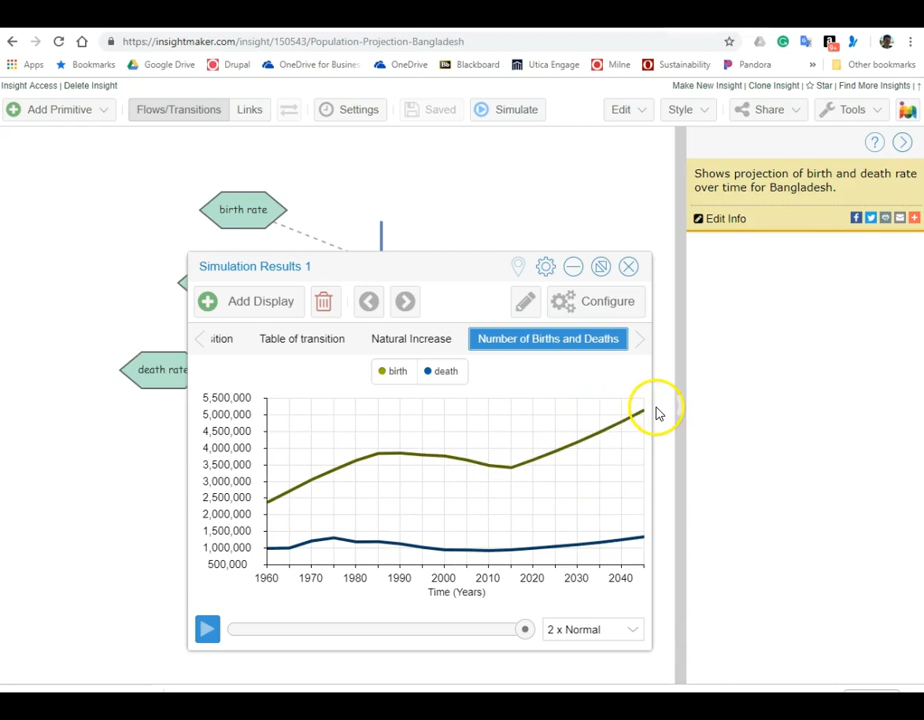 https://insightmaker.com/insight/150543/Population-Projection-Bangladesh
Apps Bookmarks Google Drive Drupal OneDrive for Busines OneDrive Blackboard Utica Engage Milne Sustainability Pandora » Other bookmarks
Insight Access | Delete Insight Make New Insight | Clone Insight | Star | Find More Insights |
Add Primitive Flows/Transitions Links Settings Saved Simulate Edit Style Share Tools
Shows projection of birth and death rate
over time for Bangladesh.
Edit Info
birth rate
death rate
Simulation Results 1
Add Display Configure
ition Table of transition Natural Increase Number of Births and Deaths
birth death
5,500,000
5,000,000
4,500,000
4,000,000
3,500,000
3,000,000
2,500,000
2,000,000
1,500,000
1,000,000
500,000
1960 1970 1980 1990 2000 2010 2020 2030 2040
Time (Years)
2 x Normal